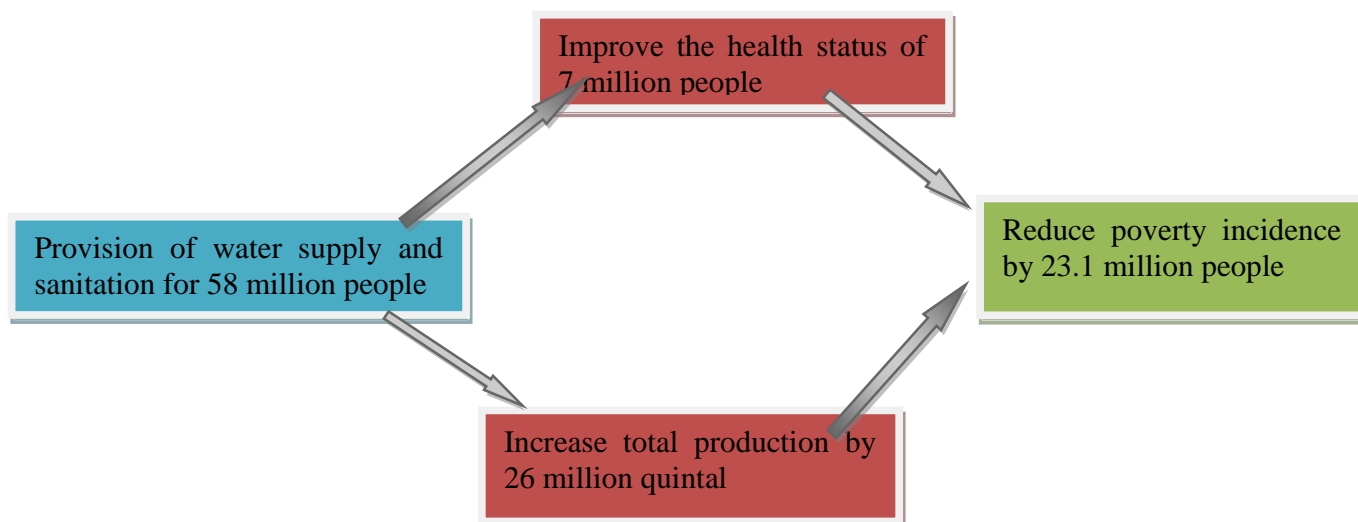 Improve the health status of
7 million people
Provision of water supply and
sanitation for 58 million people
Reduce poverty incidence
by 23.1 million people
Increase total production by
26 million quintal